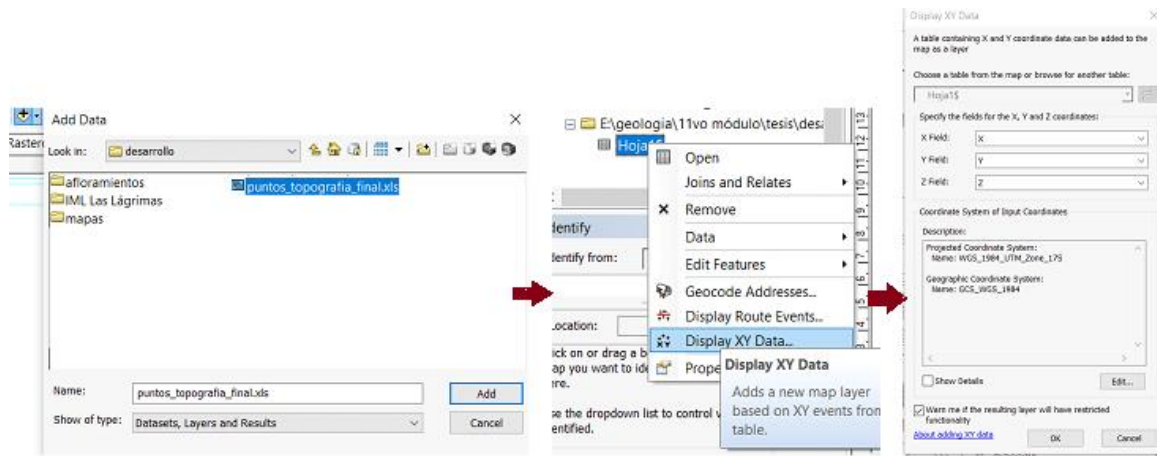 Add Data
Look in:
desarrollo
afloramientos
puntos_topografia_final.xls
IML Las Lágrimas
mapas
Name:
puntos_topografia_final.xls
Add
Show of type:
Datasets, Layers and Results
Cancel
E:\geologia\11vo módulo\tesis\desa
Hoja1$
Open
Joins and Relates
Remove
Data
Edit Features
Geocode Addresses...
Display Route Events...
Display XY Data...
Prope
dentify
dentify from:
ocation:
ick on or drag a b
ap you want to ide
ere.
se the dropdown list to control v
entified.
Display XY Data
Adds a new map layer
based on XY events from
table.
Display XY Data
A table containing X and Y coordinate data can be added to the
map as a layer
Choose a table from the map or browse for another table:
Hoja1$
Specify the fields for the X, Y and Z coordinates:
X Field:
X
Y Field:
Y
Z Field:
Z
Coordinate System of Input Coordinates
Description:
Projected Coordinate System:
Name: WGS_1984_UTM_Zone_17S
Geographic Coordinate System:
Name: GCS_WGS_1984
Show Details
Edit...
Warn me if the resulting layer will have restricted
functionality
About adding XY data
OK
Cancel